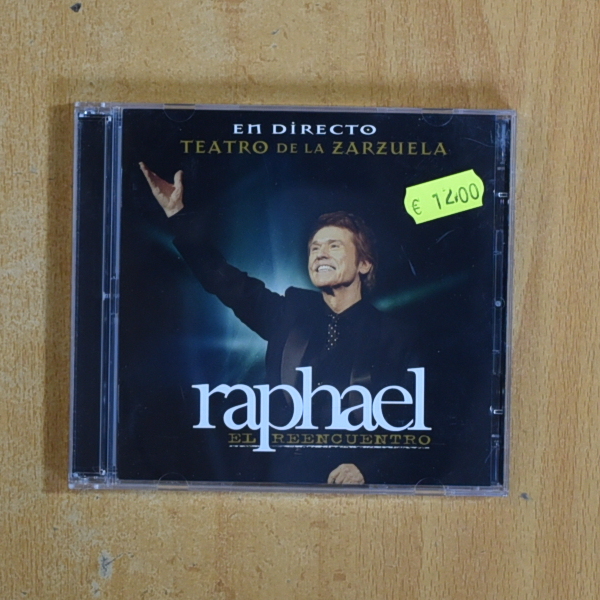 EN DiRECTO
TEATRO DE LA ZARZUELA
€ 12.00
raphael
EL REENCUENTRO